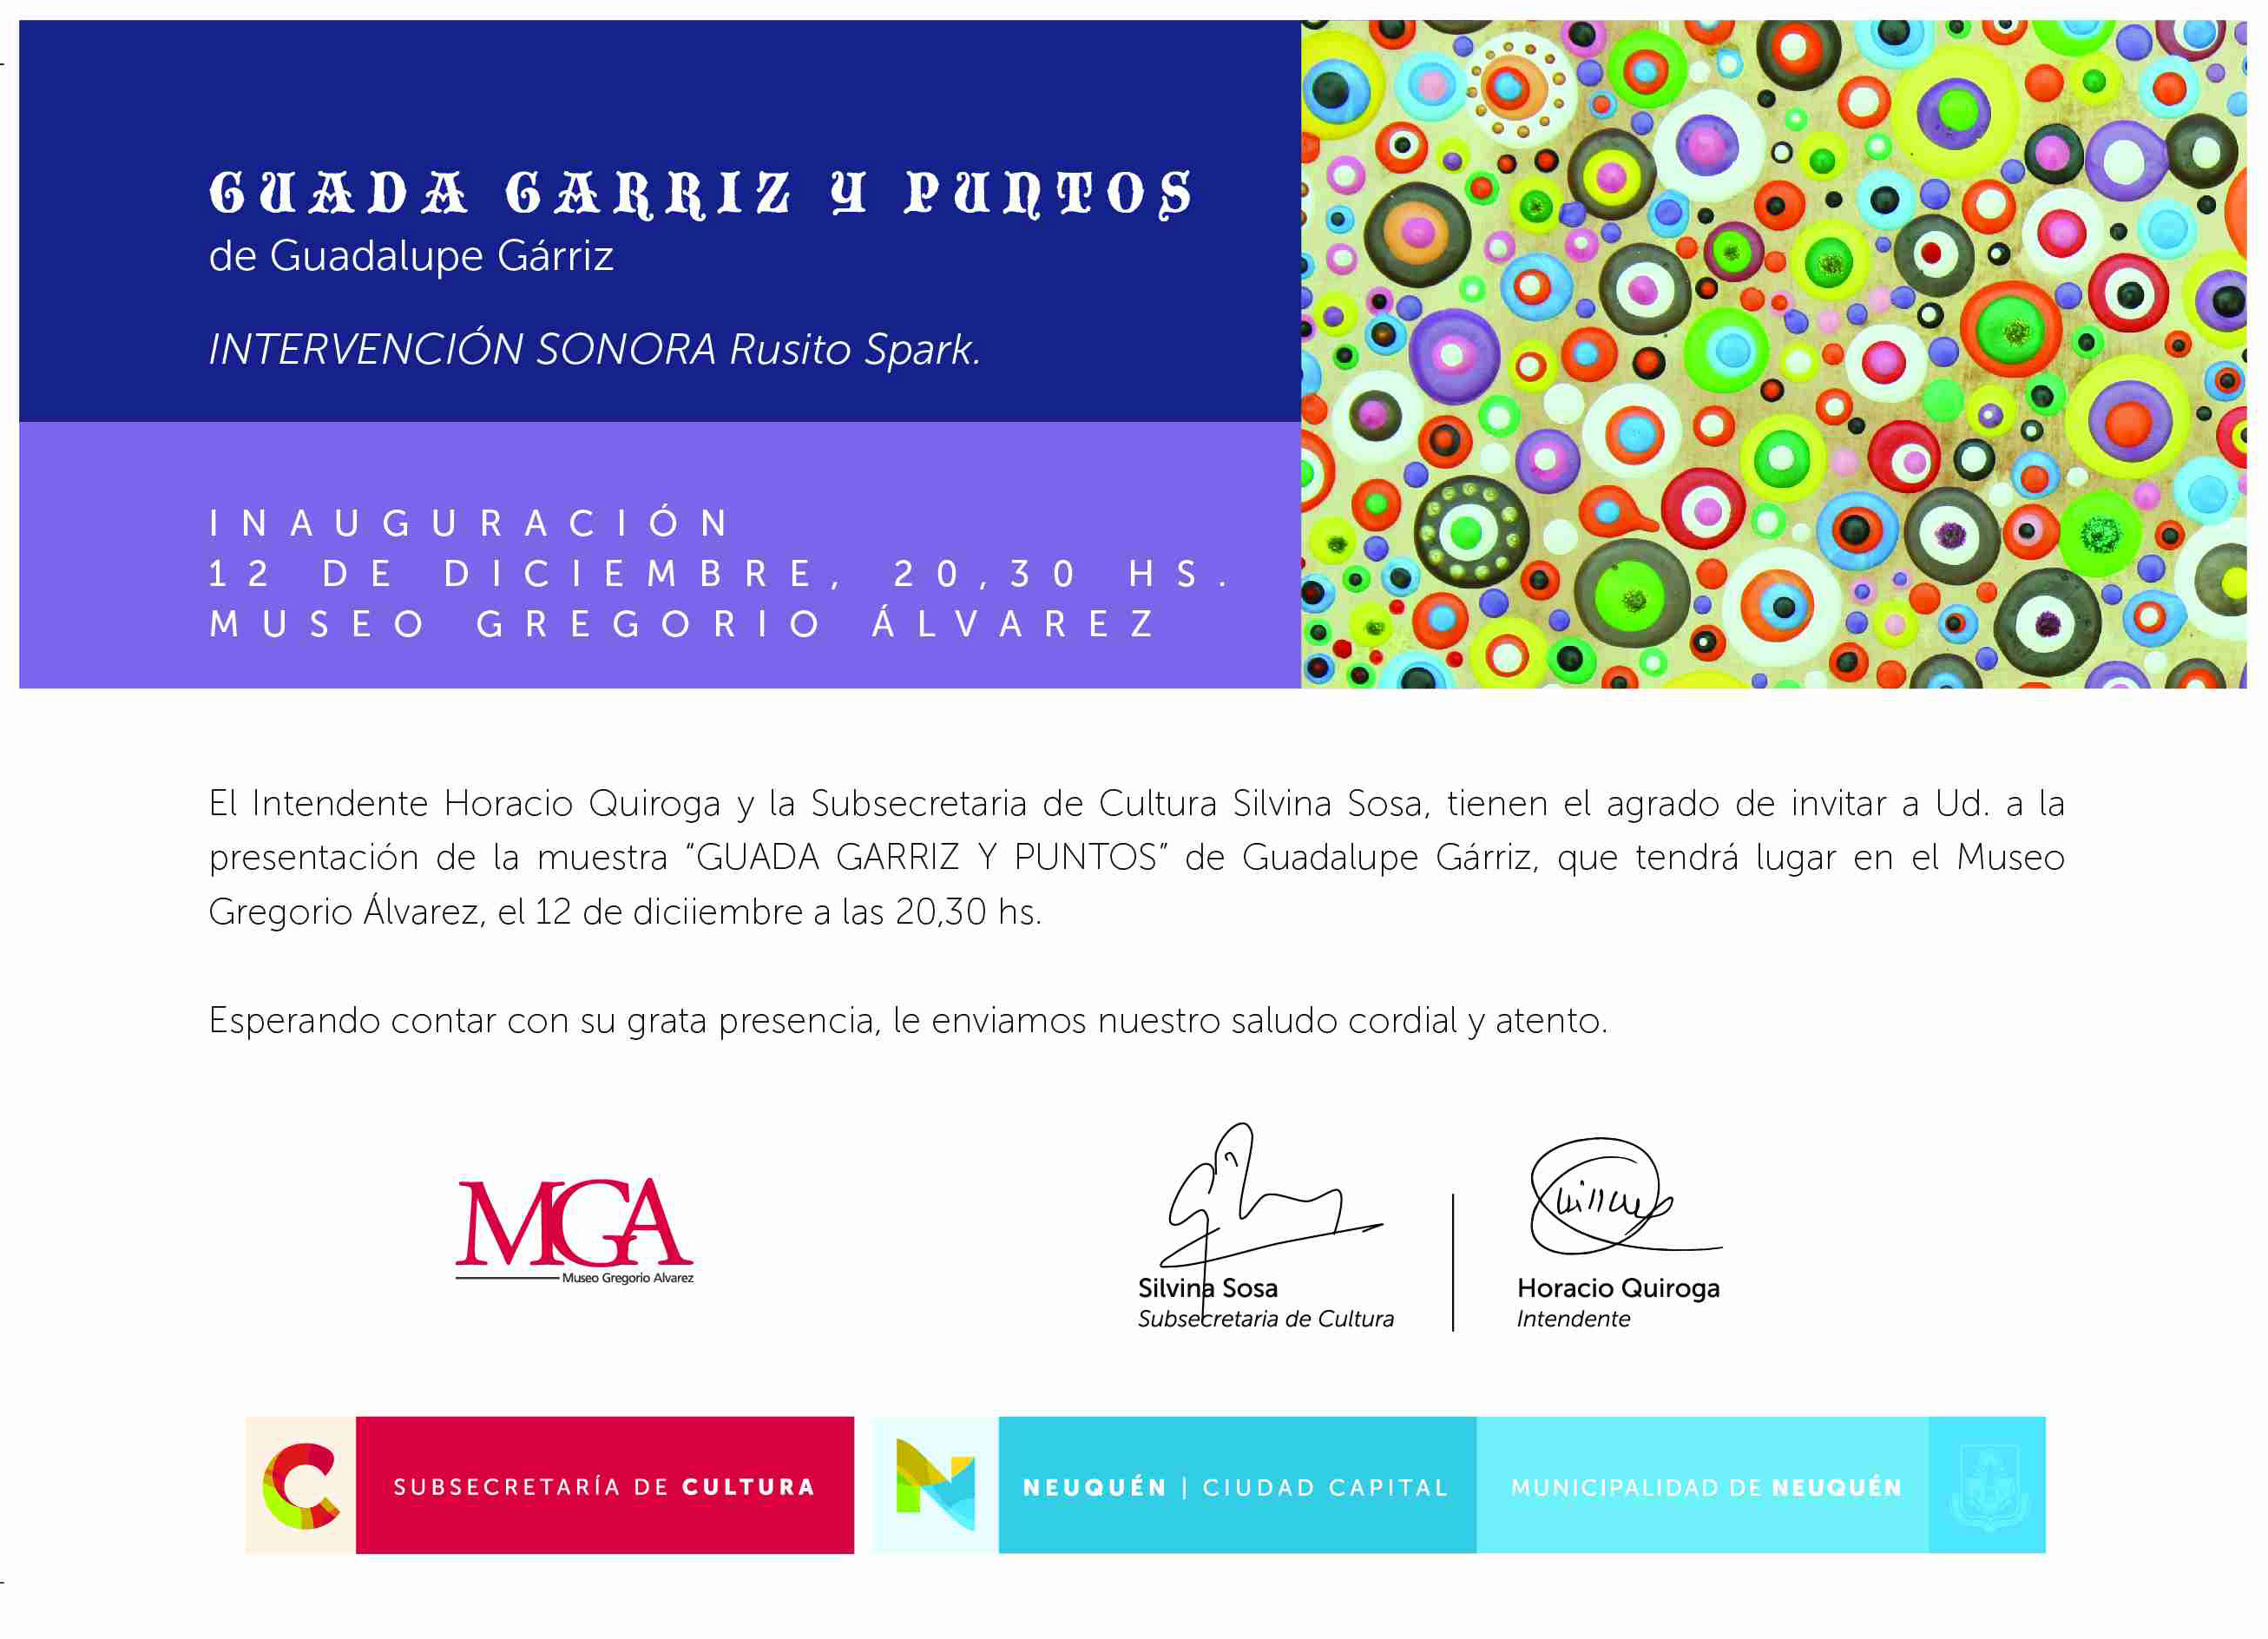 GUADA GARRIZ Y PUNTOS
de Guadalupe Gárriz
INTERVENCIÓN SONORA Rusito Spark.
INAUGURACIÓN
12 DE DICIEMBRE, 20,30 HS.
MUSEO GREGORIO ÁLVAREZ
El Intendente Horacio Quiroga y la Subsecretaria de Cultura Silvina Sosa, tienen el agrado de invitar a Ud. a la
presentación de la muestra “GUADA GARRIZ Y PUNTOS” de Guadalupe Gárriz, que tendrá lugar en el Museo
Gregorio Álvarez, el 12 de diciiembre a las 20,30 hs.
Esperando contar con su grata presencia, le enviamos nuestro saludo cordial y atento.
MGA
Museo Gregorio Alvarez
Silvina Sosa
Subsecretaria de Cultura
Horacio Quiroga
Intendente
C SUBSECRETARÍA DE CULTURA
N NEUQUÉN | CIUDAD CAPITAL
MUNICIPALIDAD DE NEUQUÉN